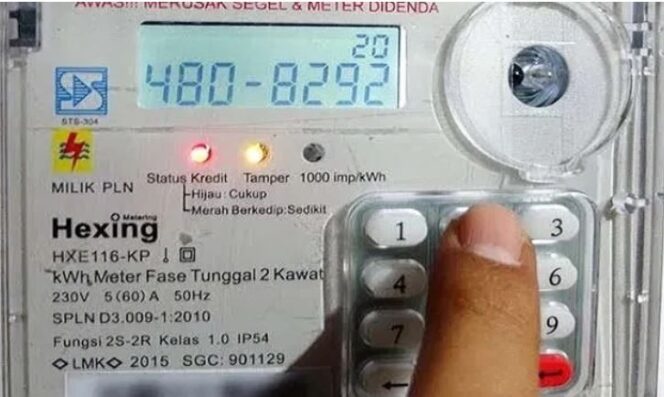 AWAS!!! MERUSAK SEGEL & METER DIDENDA
20
480-8292
STS-304
MILIK PLN
Status Kredit Tamper 1000 imp/kWh
Hijau: Cukup
Merah Berkedip:Sedikit
Hexing
Metering
HXE116-KP
kWh Meter Fase Tunggal 2 Kawat
230V 5(60)A 50Hz
SPLN D3.009-1:2010
Fungsi 2S-2R Kelas 1.0 IP54
LMK 2015 SGC: 901129
1 3
4 6
7 9